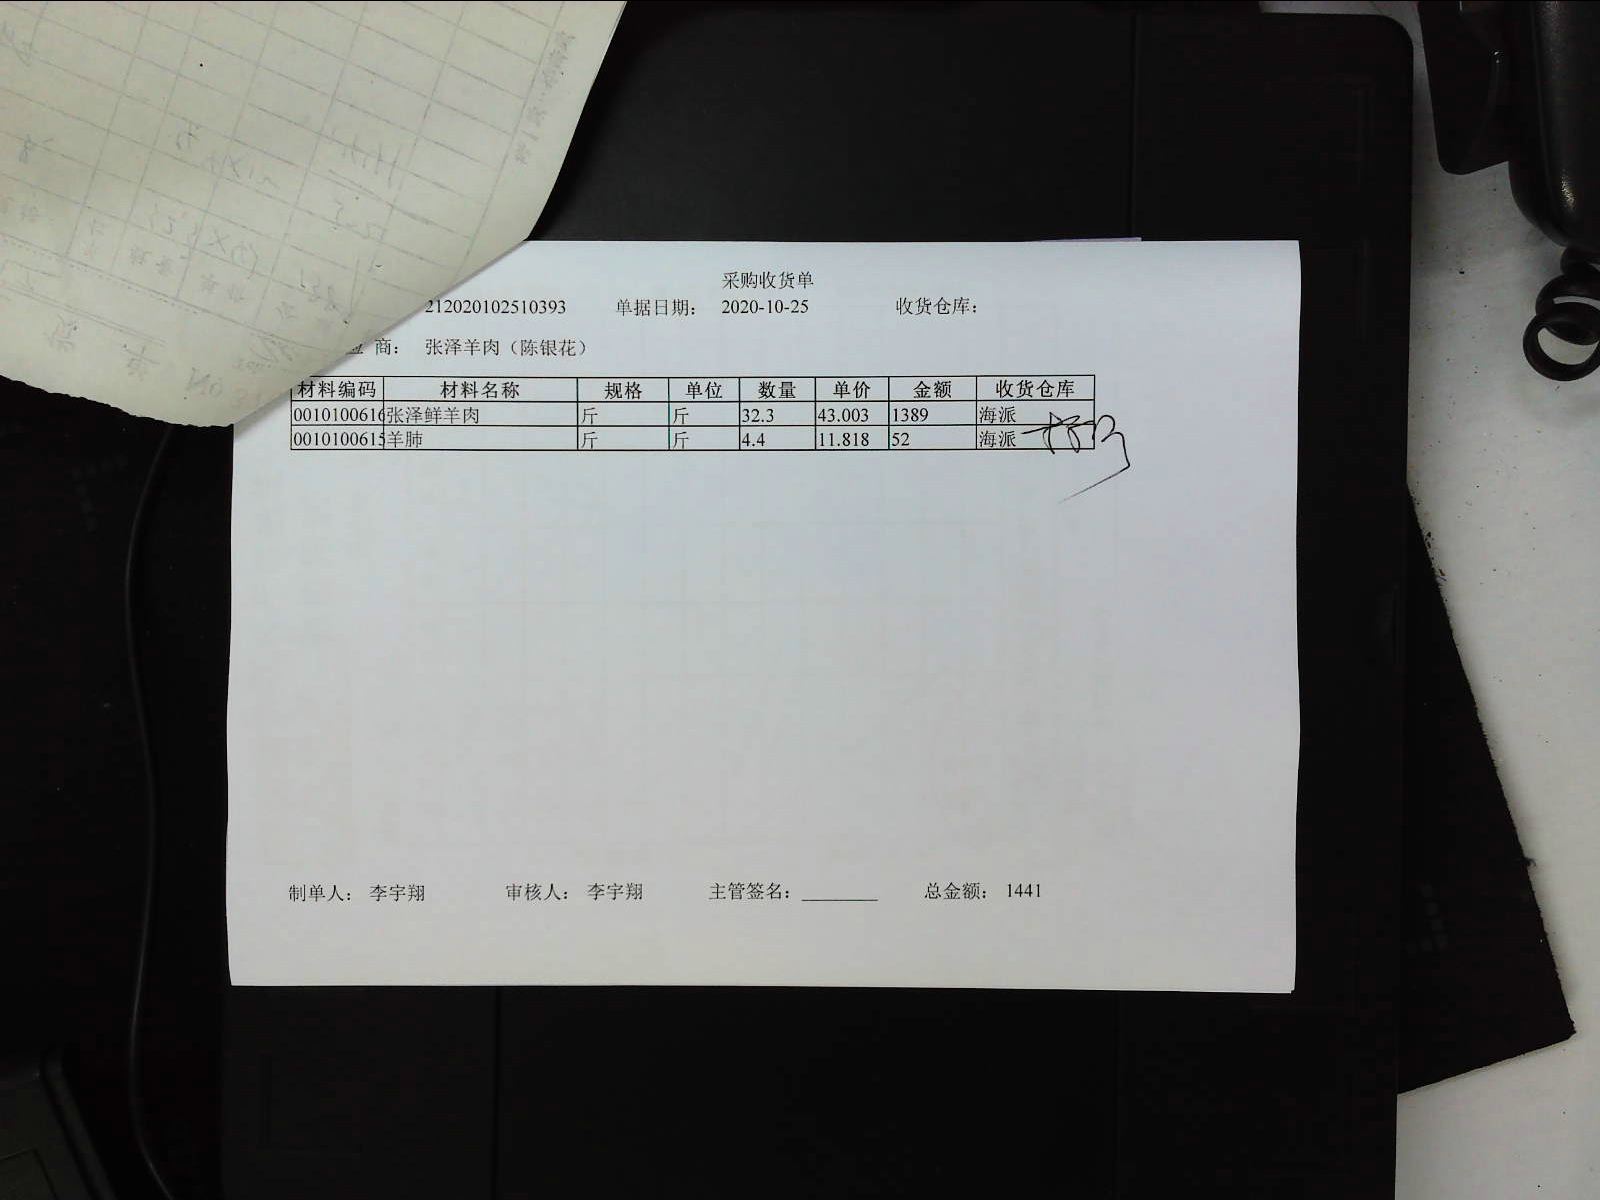 采购收货单
212020102510393 单据日期： 2020-10-25 收货仓库：
商： 张泽羊肉（陈银花）
材料编码 材料名称 规格 单位 数量 单价 金额 收货仓库
0010100616 张泽鲜羊肉 斤 斤 32.3 43.003 1389 海派
0010100615 羊肺 斤 斤 4.4 11.818 52 海派
制单人： 李宇翔 审核人： 李宇翔 主管签名： 总金额： 1441